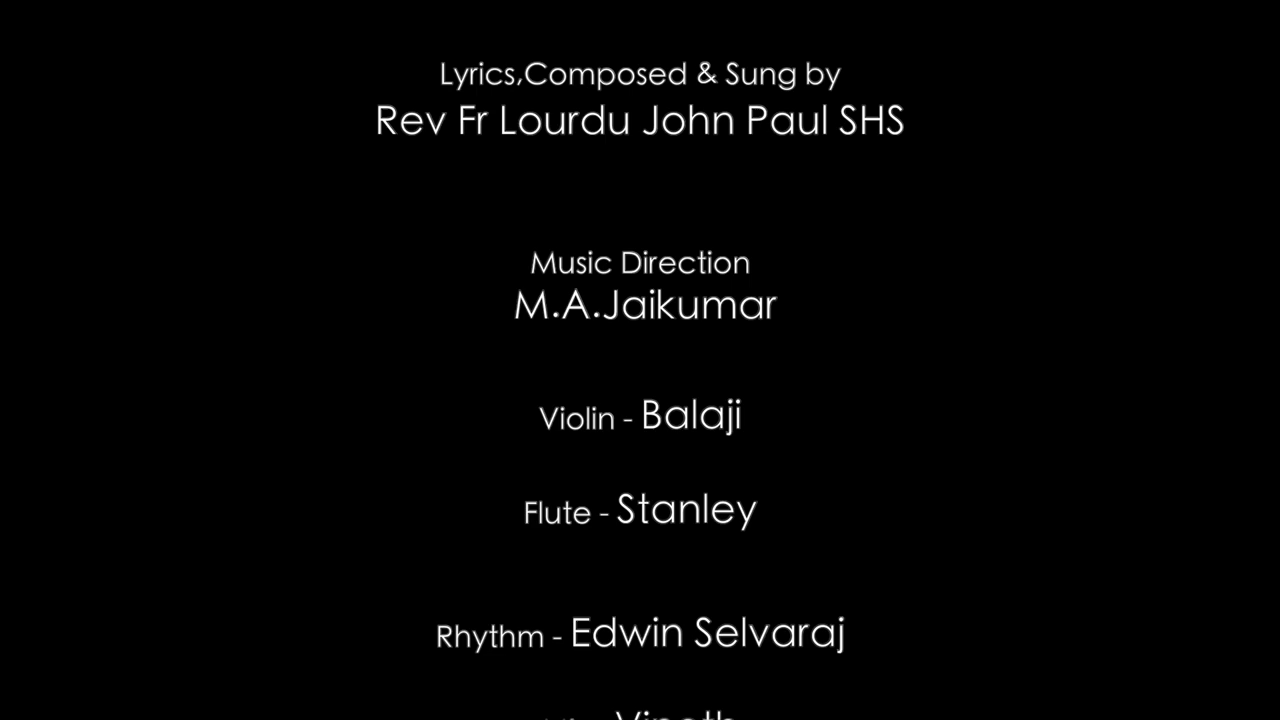 Lyrics,Composed & Sung by
Rev Fr Lourdu John Paul SHS
Music Direction
M.A.Jaikumar
Violin - Balaji
Flute - Stanley
Rhythm - Edwin Selvaraj